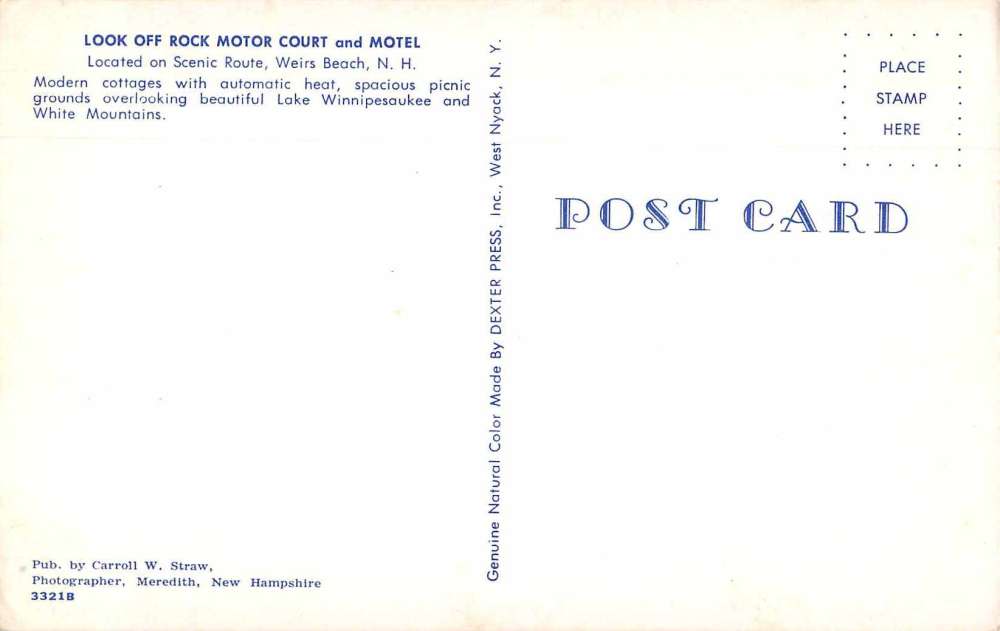 LOOK OFF ROCK MOTOR COURT and MOTEL
Located on Scenic Route, Weirs Beach, N. H.
Modern cottages with automatic heat, spacious picnic
grounds overlooking beautiful Lake Winnipesaukee and
White Mountains.
Pub. by Carroll W. Straw,
Photographer, Meredith, New Hampshire
3321B
Genuine Natural Color Made By DEXTER PRESS, Inc., West Nyack, N. Y.
PLACE
STAMP
HERE
POST CARD